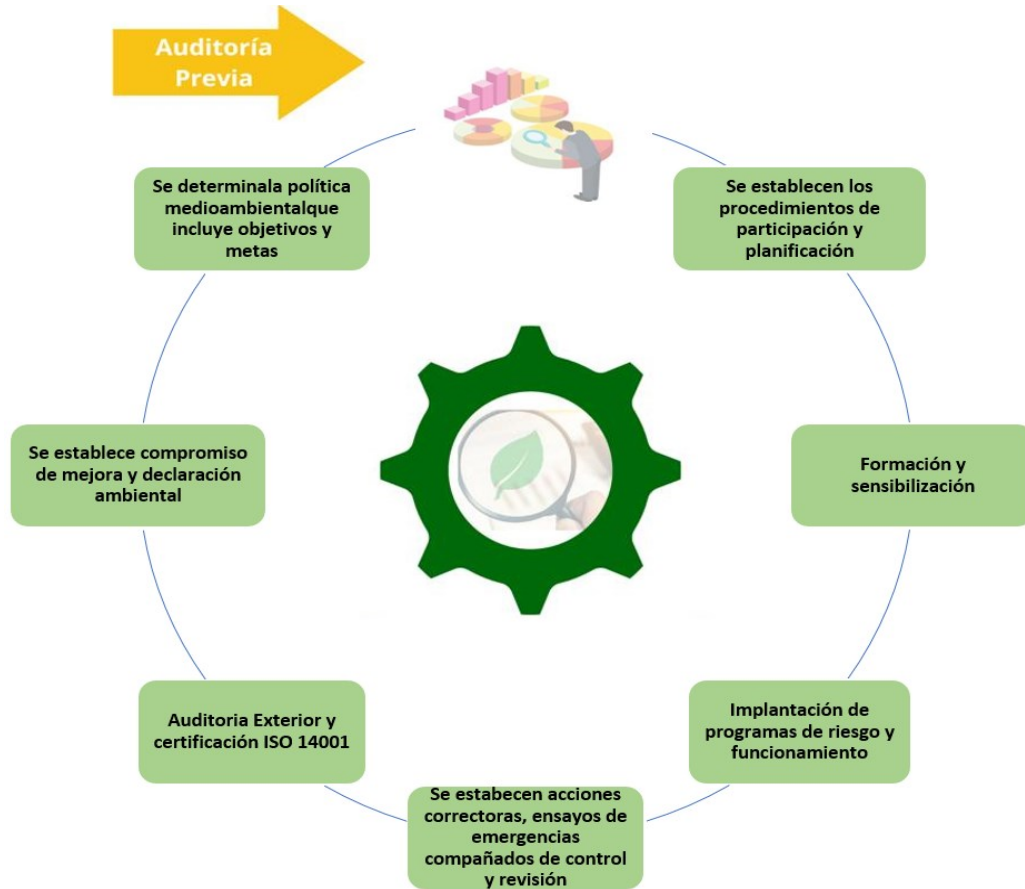 Auditoría
Previa
Se determinala política
medioambientalque
incluye objetivos y
metas
Se establecen los
procedimientos de
participación y
planificación
Se establece compromiso
de mejora y declaración
ambiental
Formación y
sensibilización
Auditoria Exterior y
certificación ISO 14001
Implantación de
programas de riesgo y
funcionamiento
Se estabecen acciones
correctoras, ensayos de
emergencias
compañados de control
y revisión